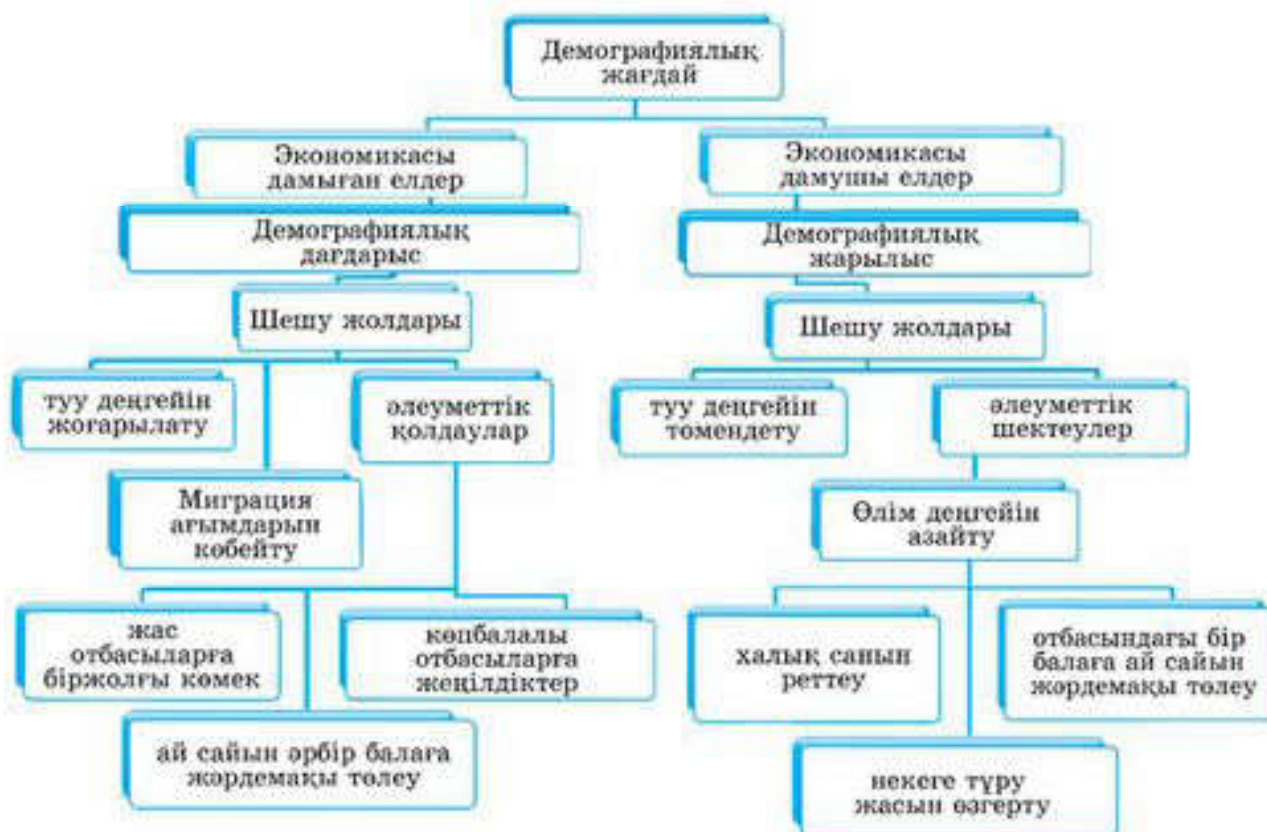 Демографиялық
жағдай
Экономикасы
дамыған елдер
Экономикасы
дамушы елдер
Демографиялық
дағдарыс
Демографиялық
жарылыс
Шешу жолдары
Шешу жолдары
туу деңгейін
жоғарылату
әлеуметтік
қолдаулар
туу деңгейін
төмендету
әлеуметтік
шектеулер
Миграция
ағымдарын
көбейту
Өлім деңгейін
азайту
жас
отбасыларға
біржолғы көмек
көпбалалы
отбасыларға
жеңілдіктер
халық санын
реттеу
отбасындағы бір
балаға ай сайын
жәрдемақы төлеу
ай сайын әрбір балаға
жәрдемақы төлеу
некеге тұру
жасын өзгерту